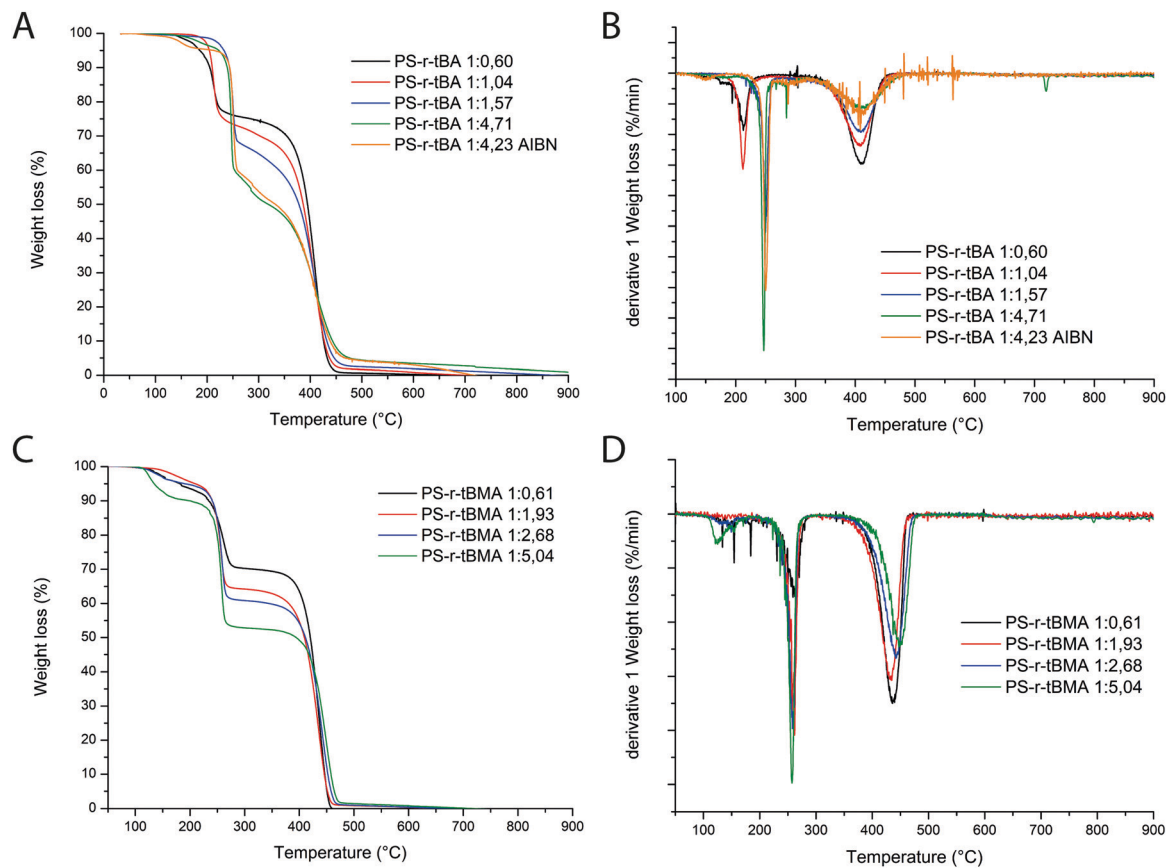 A
100
90
80
70
60
50
40
30
20
10
0
Weight loss (%)
PS-r-tBA 1:0,60
PS-r-tBA 1:1,04
PS-r-tBA 1:1,57
PS-r-tBA 1:4,71
PS-r-tBA 1:4,23 AIBN
0 100 200 300 400 500 600 700 800 900
Temperature (°C)
B
derivative 1 Weight loss (%/min)
PS-r-tBA 1:0,60
PS-r-tBA 1:1,04
PS-r-tBA 1:1,57
PS-r-tBA 1:4,71
PS-r-tBA 1:4,23 AIBN
100 200 300 400 500 600 700 800 900
Temperature (°C)
C
100
90
80
70
60
50
40
30
20
10
0
Weight loss (%)
PS-r-tBMA 1:0,61
PS-r-tBMA 1:1,93
PS-r-tBMA 1:2,68
PS-r-tBMA 1:5,04
100 200 300 400 500 600 700 800 900
Temperature (°C)
D
derivative 1 Weight loss (%/min)
PS-r-tBMA 1:0,61
PS-r-tBMA 1:1,93
PS-r-tBMA 1:2,68
PS-r-tBMA 1:5,04
100 200 300 400 500 600 700 800 900
Temperature (°C)